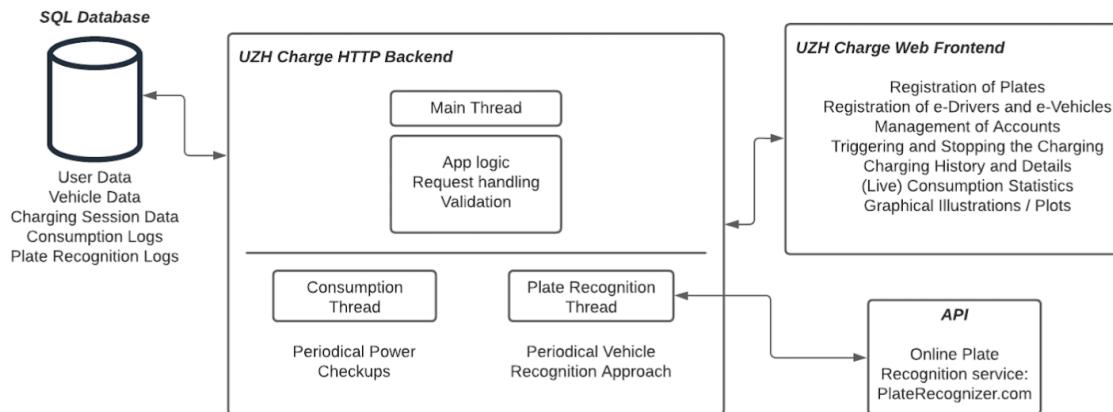 SQL Database
User Data
Vehicle Data
Charging Session Data
Consumption Logs
Plate Recognition Logs
UZH Charge HTTP Backend
Main Thread
App logic
Request handling
Validation
Consumption
Thread
Periodical Power
Checkups
Plate Recognition
Thread
Periodical Vehicle
Recognition Approach
UZH Charge Web Frontend
Registration of Plates
Registration of e-Drivers and e-Vehicles
Management of Accounts
Triggering and Stopping the Charging
Charging History and Details
(Live) Consumption Statistics
Graphical Illustrations / Plots
API
Online Plate
Recognition service:
PlateRecognizer.com